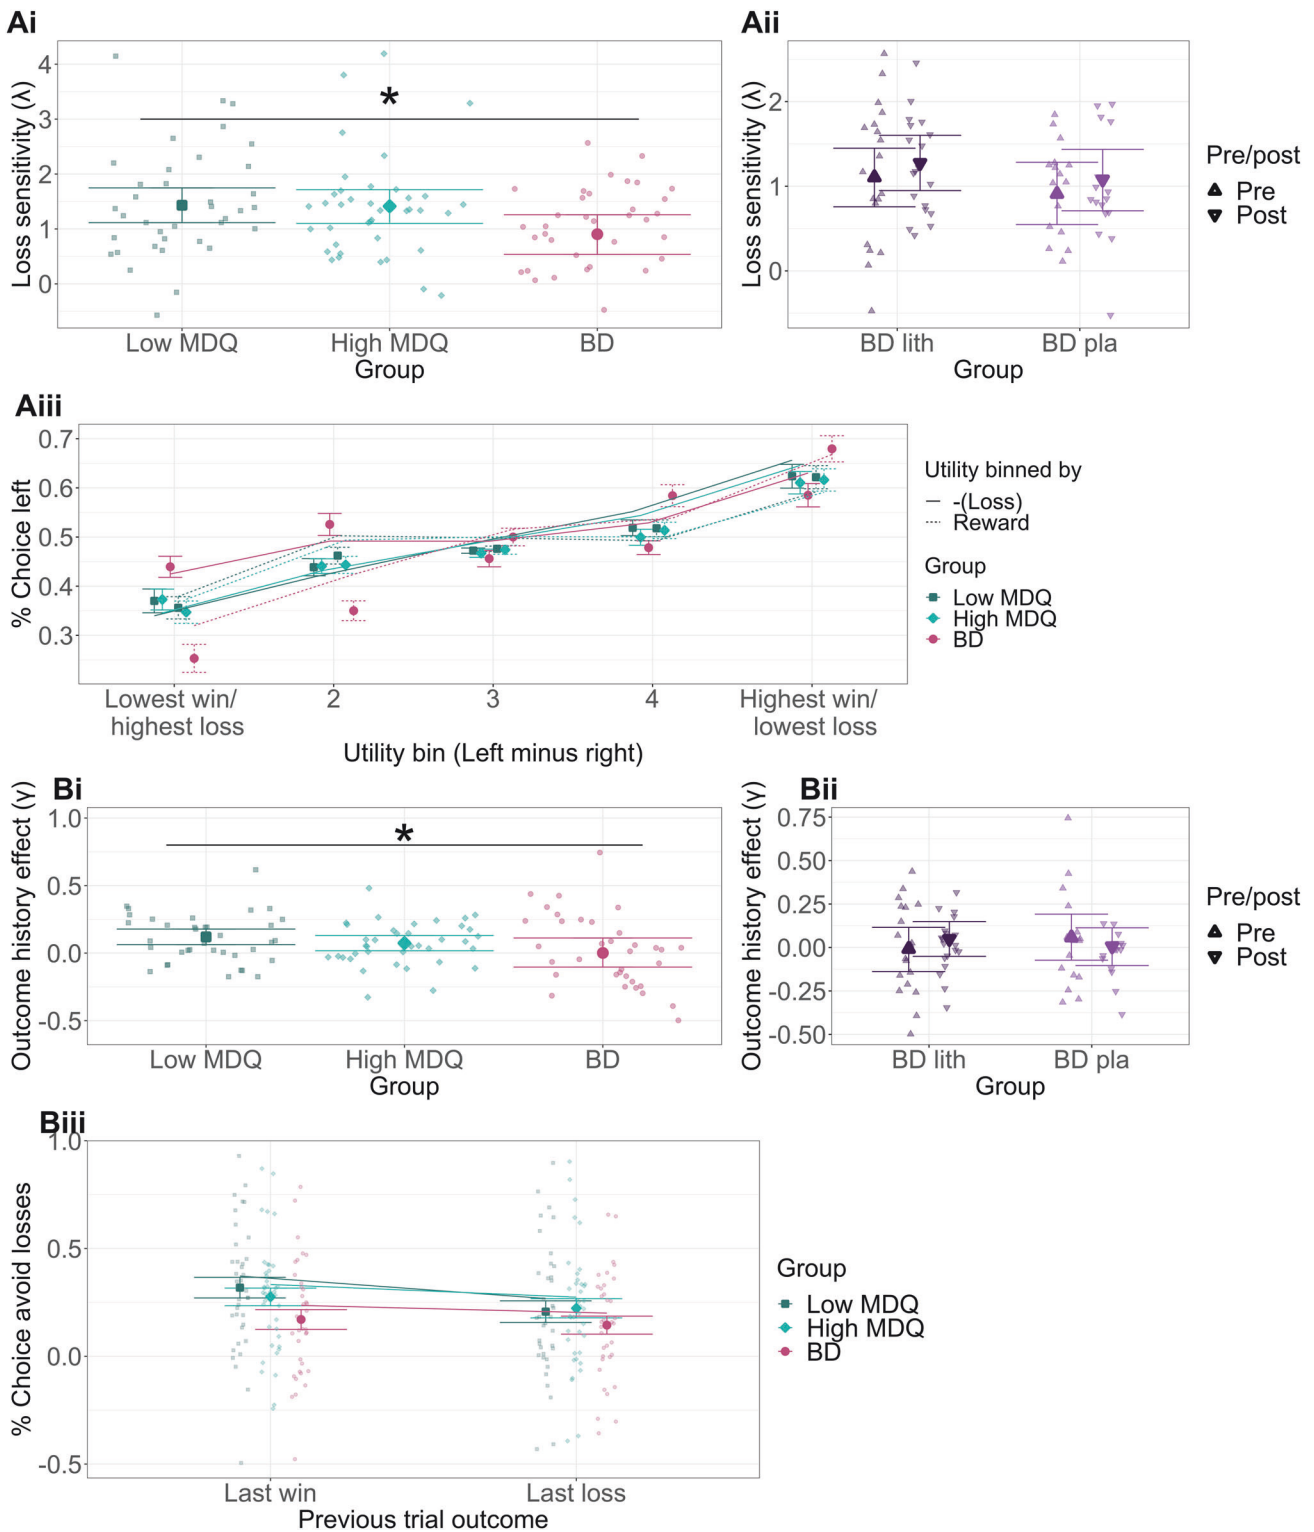 Ai
Loss sensitivity (λ)
4
3
2
1
0
*
Low MDQ
High MDQ
BD
Group
Aii
Loss sensitivity (λ)
2
1
0
BD lith
BD pla
Group
Pre/post
Pre
Post
Aiii
% Choice left
0.7
0.6
0.5
0.4
0.3
Lowest win/
highest loss
2
3
4
Highest win/
lowest loss
Utility bin (Left minus right)
Utility binned by
-(Loss)
Reward
Group
Low MDQ
High MDQ
BD
Bi
Outcome history effect (γ)
1.0
0.5
0.0
-0.5
*
Low MDQ
High MDQ
BD
Group
Bii
Outcome history effect (γ)
0.75
0.50
0.25
0.00
-0.25
-0.50
BD lith
BD pla
Group
Pre/post
Pre
Post
Biii
% Choice avoid losses
1.0
0.5
0.0
-0.5
Last win
Last loss
Previous trial outcome
Group
Low MDQ
High MDQ
BD